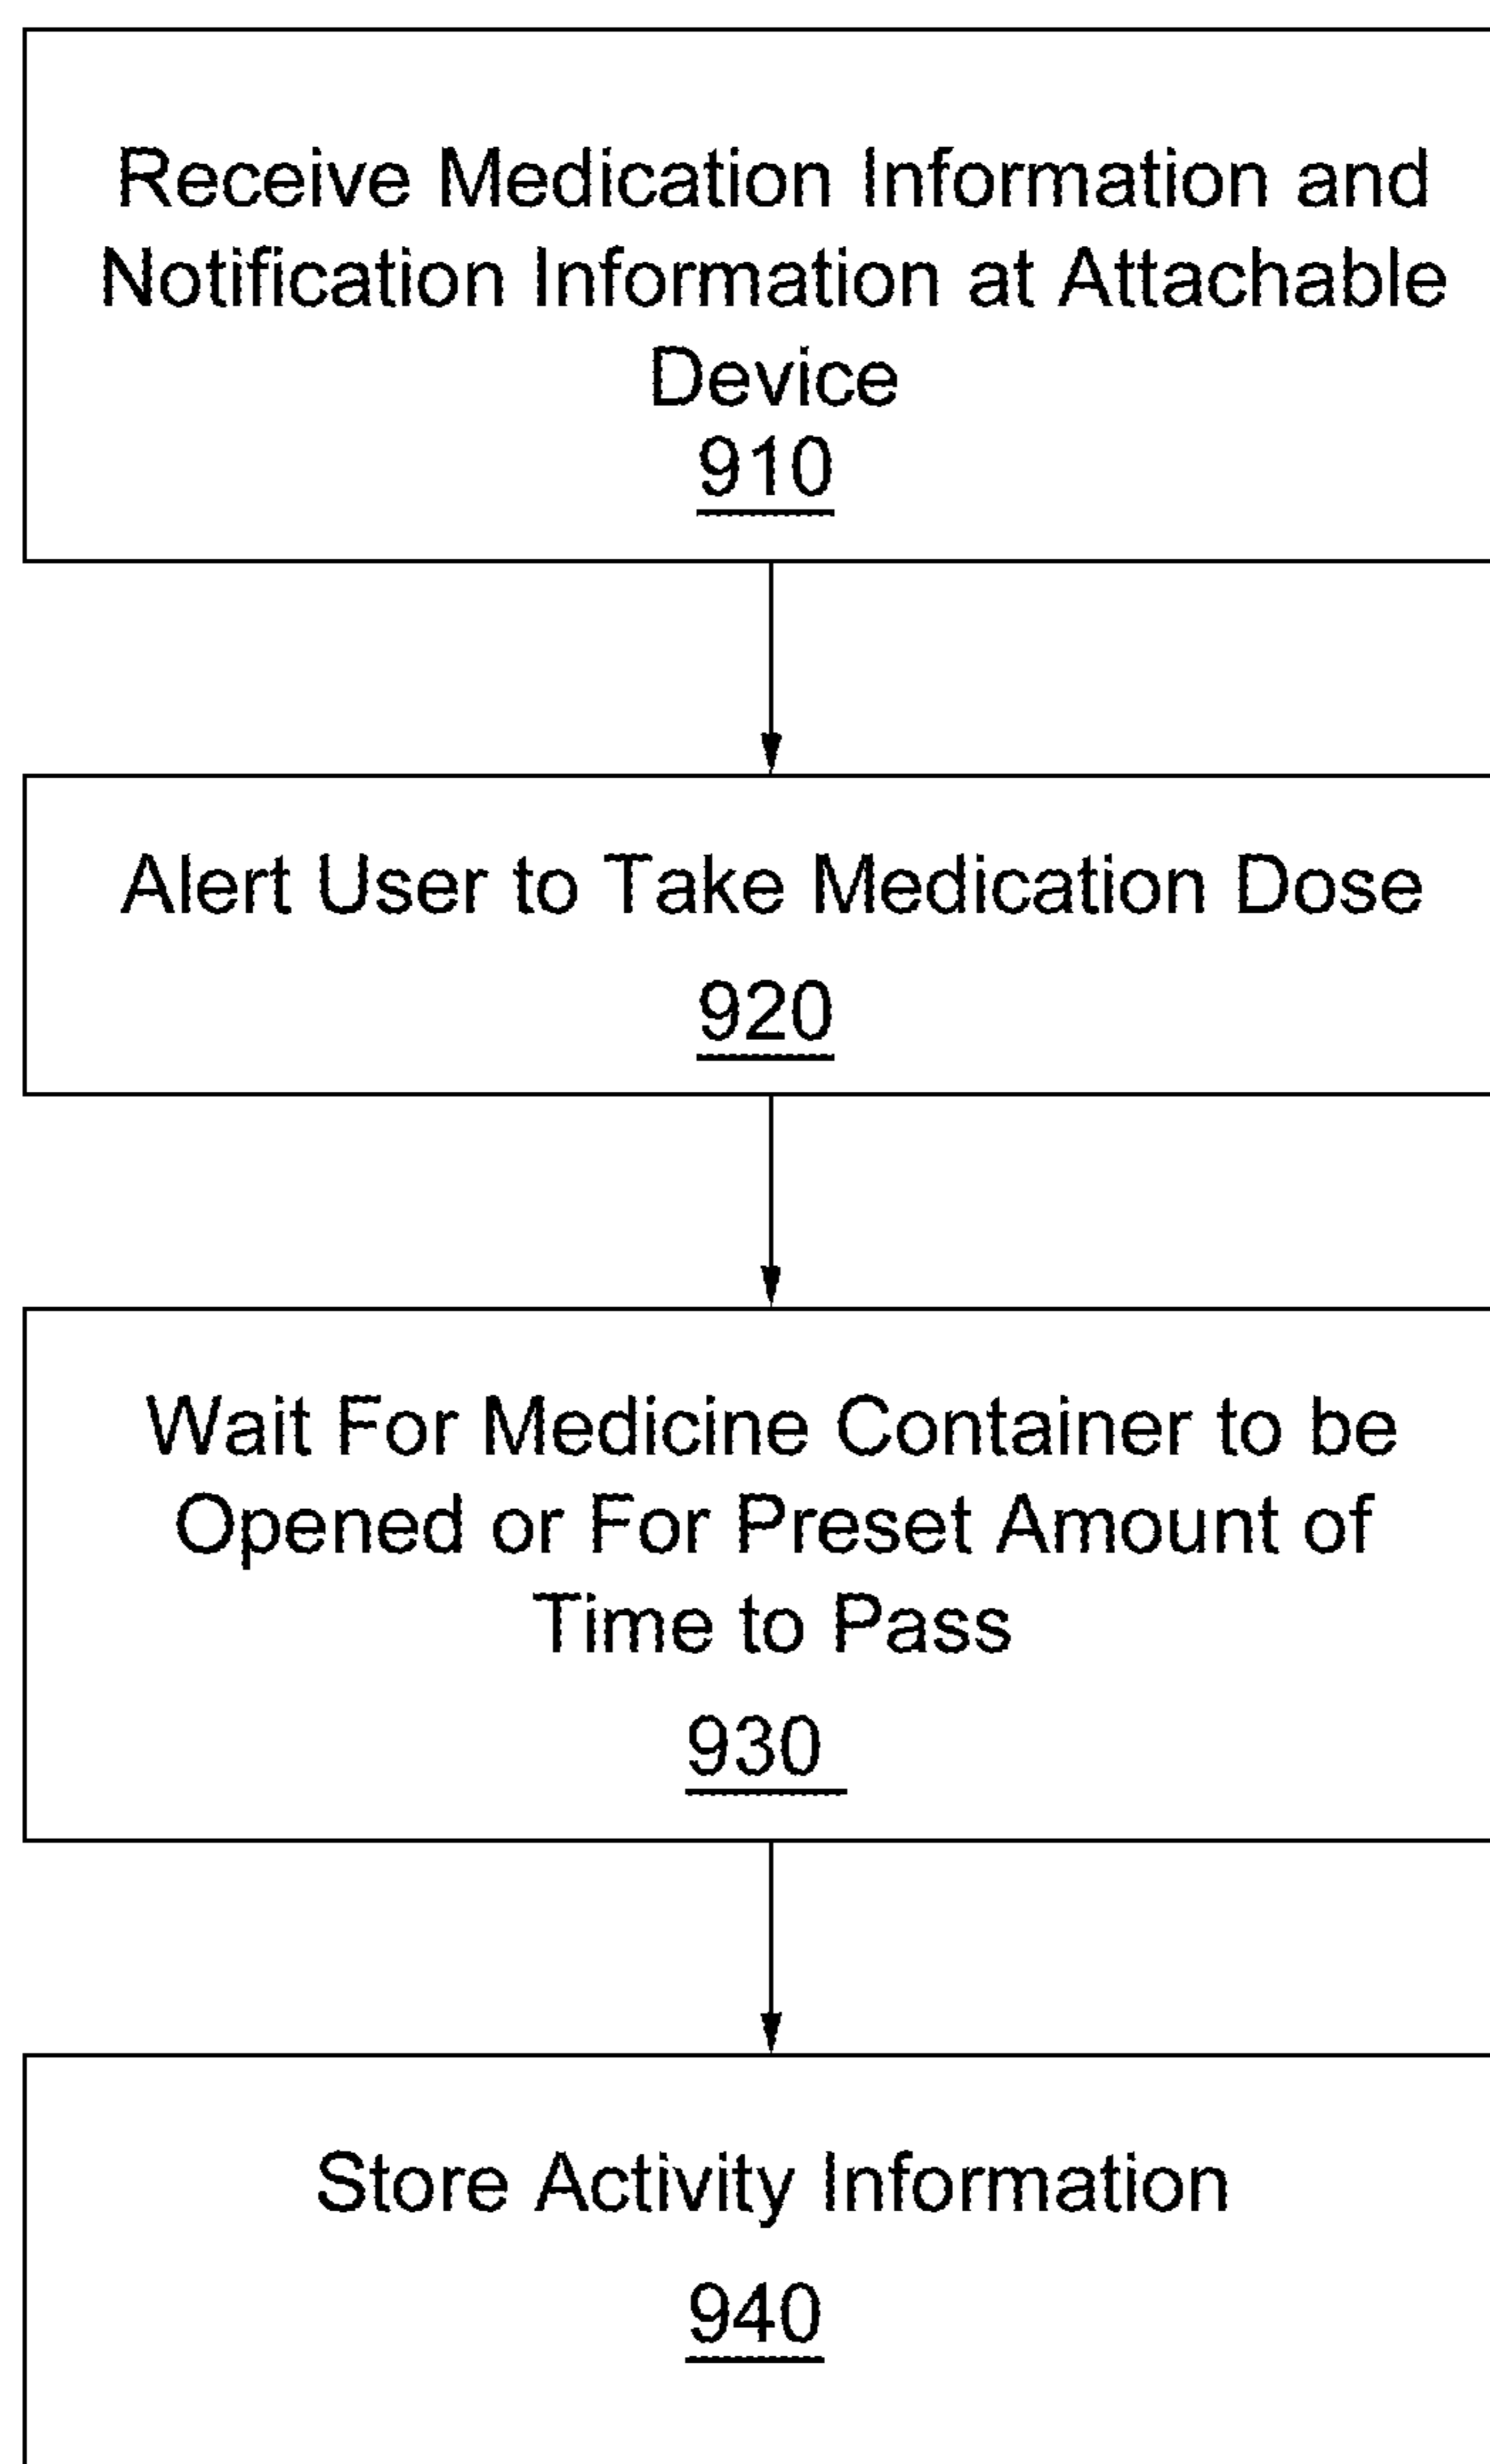 Receive Medication Information and
Notification Information at Attachable
Device
910
Alert User to Take Medication Dose
920
Wait For Medicine Container to be
Opened or For Preset Amount of
Time to Pass
930
Store Activity Information
940